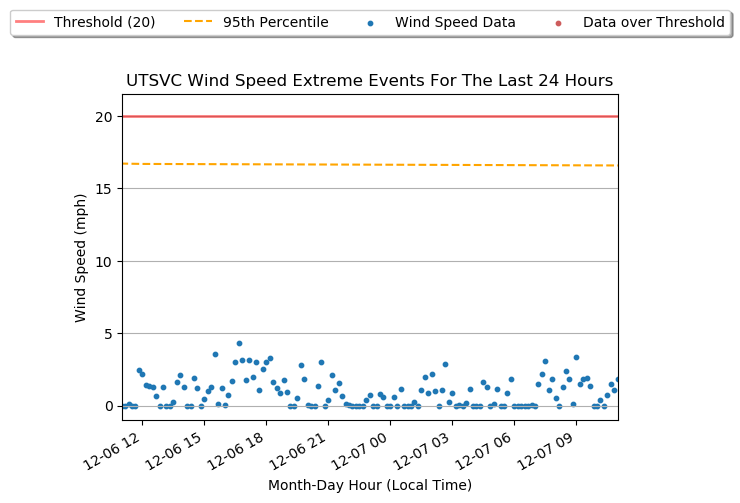 Threshold (20) 95th Percentile Wind Speed Data Data over Threshold
UTSVC Wind Speed Extreme Events For The Last 24 Hours
20
15
10
5
0
Wind Speed (mph)
12-06 12 12-06 15 12-06 18 12-06 21 12-07 00 12-07 03 12-07 06 12-07 09
Month-Day Hour (Local Time)